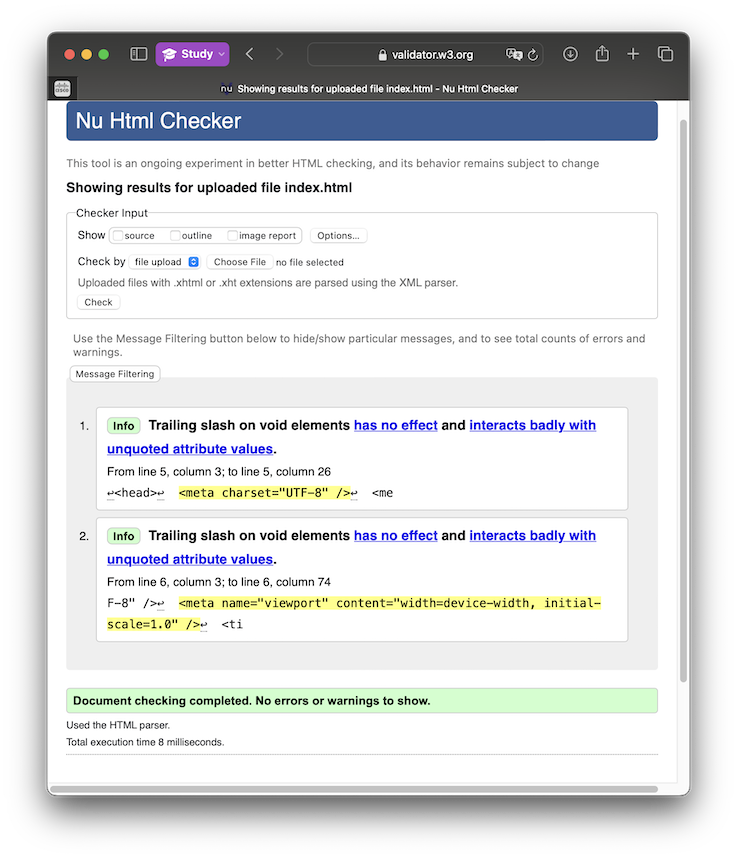 Study
validator.w3.org
Showing results for uploaded file index.html - Nu Html Checker
Nu Html Checker
This tool is an ongoing experiment in better HTML checking, and its behavior remains subject to change
Showing results for uploaded file index.html
Checker Input
Show source outline image report Options...
Check by file upload Choose File no file selected
Uploaded files with .xhtml or .xht extensions are parsed using the XML parser.
Check
Use the Message Filtering button below to hide/show particular messages, and to see total counts of errors and
warnings.
Message Filtering
1. Info Trailing slash on void elements has no effect and interacts badly with
unquoted attribute values.
From line 5, column 3; to line 5, column 26
↩<head>↩ <meta charset="UTF-8" />↩ <me
2. Info Trailing slash on void elements has no effect and interacts badly with
unquoted attribute values.
From line 6, column 3; to line 6, column 74
F-8" />↩ <meta name="viewport" content="width=device-width, initial-
scale=1.0" />↩ <ti
Document checking completed. No errors or warnings to show.
Used the HTML parser.
Total execution time 8 milliseconds.